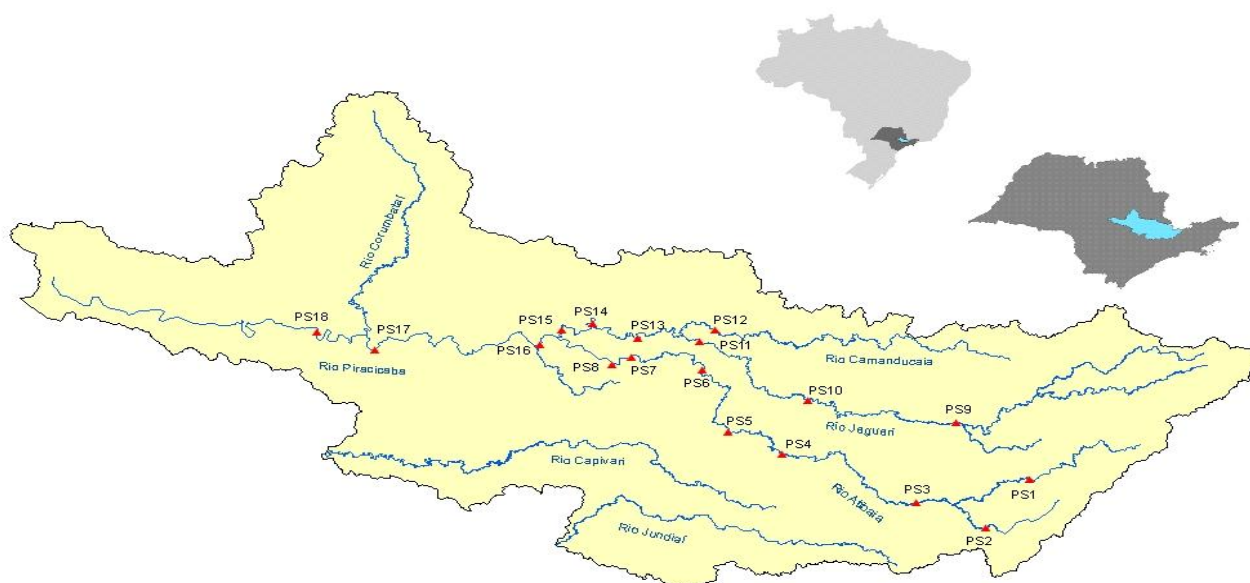 Rio Corumbataí
PS18
PS17
PS16
PS15
PS14
PS13
PS12
PS11
Rio Piracicaba
PS8
PS7
PS6
Rio Camanducaia
PS10
PS9
Rio Jaguari
PS5
PS4
Rio Capivari
Rio Atibaia
PS3
PS1
PS2
Rio Jundiaí